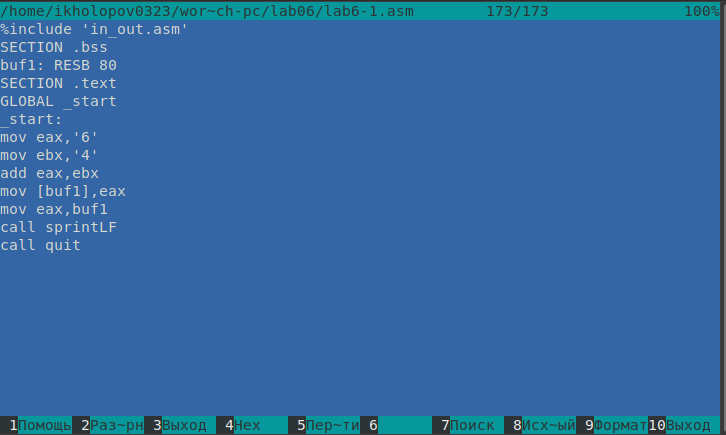 /home/ikholopov0323/wor~ch-pc/lab06/lab6-1.asm 173/173 100%
%include 'in_out.asm'
SECTION .bss
buf1: RESB 80
SECTION .text
GLOBAL _start
_start:
mov eax,'6'
mov ebx,'4'
add eax,ebx
mov [buf1],eax
mov eax,buf1
call sprintLF
call quit
1Помощь 2Раз~рн 3Выход 4Hex 5Пер~ти 6 7Поиск 8Исх~ый 9Формат 10Выход